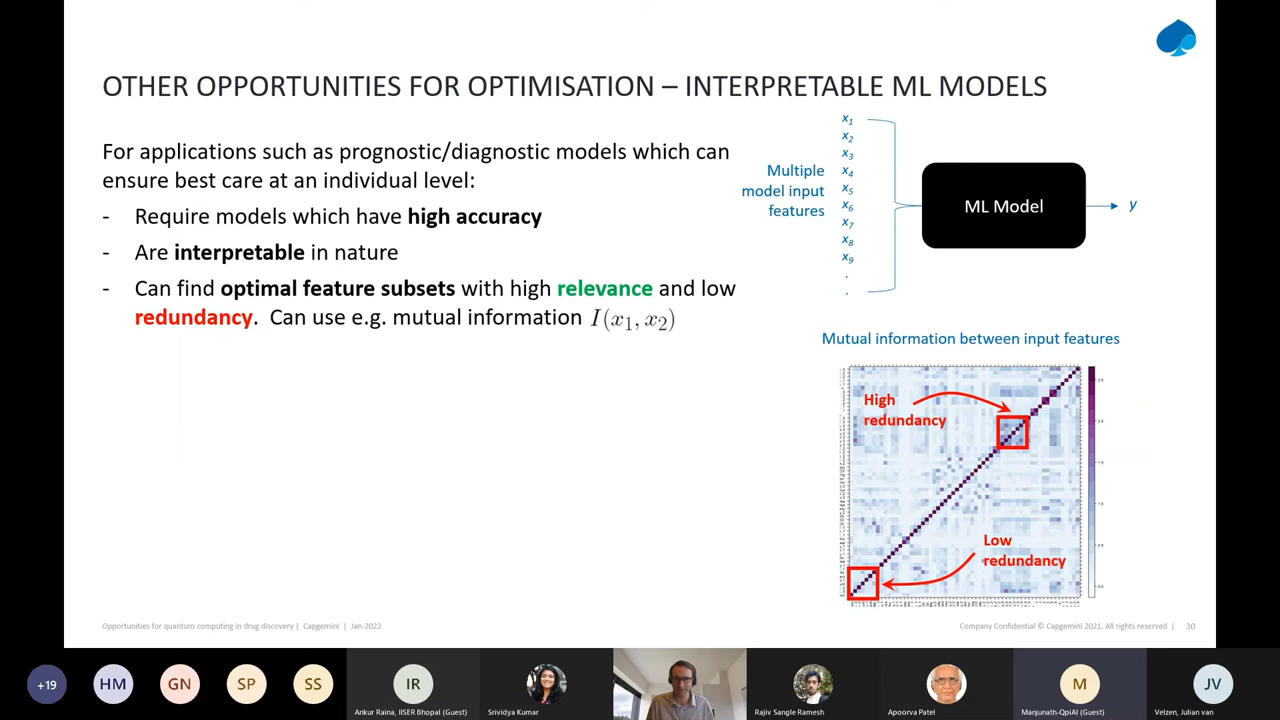 OTHER OPPORTUNITIES FOR OPTIMISATION – INTERPRETABLE ML MODELS
For applications such as prognostic/diagnostic models which can
ensure best care at an individual level:
- Require models which have high accuracy
- Are interpretable in nature
- Can find optimal feature subsets with high relevance and low
redundancy. Can use e.g. mutual information I(x₁, x₂)
Multiple
model input
features
x₁
x₂
x₃
x₄
x₅
x₆
x₇
x₈
x₉
.
.
ML Model
y
Mutual information between input features
High
redundancy
Low
redundancy
Opportunities for quantum computing in drug discovery | Capgemini | Jan-2022
Company Confidential © Capgemini 2021. All rights reserved | 30
+19
HM
GN
SP
SS
IR
Ankur Raina, IISER Bhopal (Guest)
Srividya Kumar
Rajiv Sangle Ramesh
Apoorva Patel
M
Manjunath-QpiAI (Guest)
JV
Velzen, Julian van